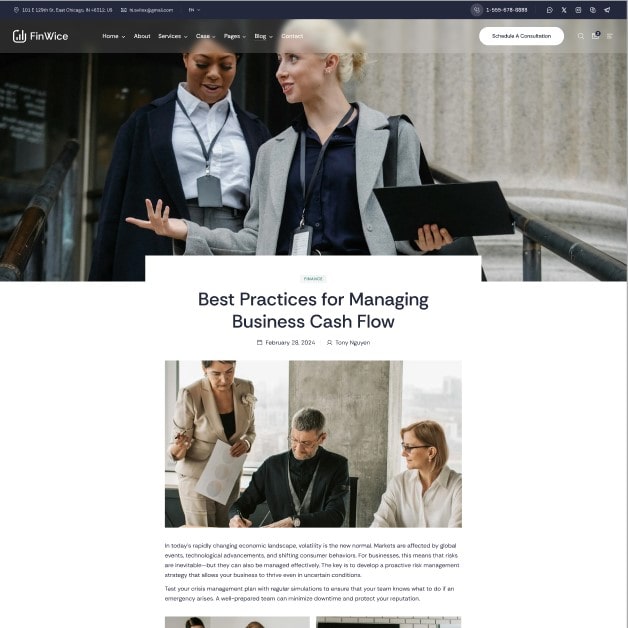 101 E 129th St, East Chicago, IN 46312, US
EN
1-555-678-8888
FinWice
Home About Services Case Pages Blog Contact
Schedule A Consultation
FINANCE
Best Practices for Managing
Business Cash Flow
February 28, 2024 Tony Nguyen
In today's rapidly changing economic landscape, volatility is the new normal. Markets are affected by global
events, technological advancements, and shifting consumer behaviors. For businesses, this means that risks
are inevitable—but they can also be managed effectively. The key is to develop a proactive risk management
strategy that allows your business to thrive even in uncertain conditions.
Test your crisis management plan with regular simulations to ensure that your team knows what to do if an
emergency arises. A well-prepared team can minimize downtime and protect your reputation.